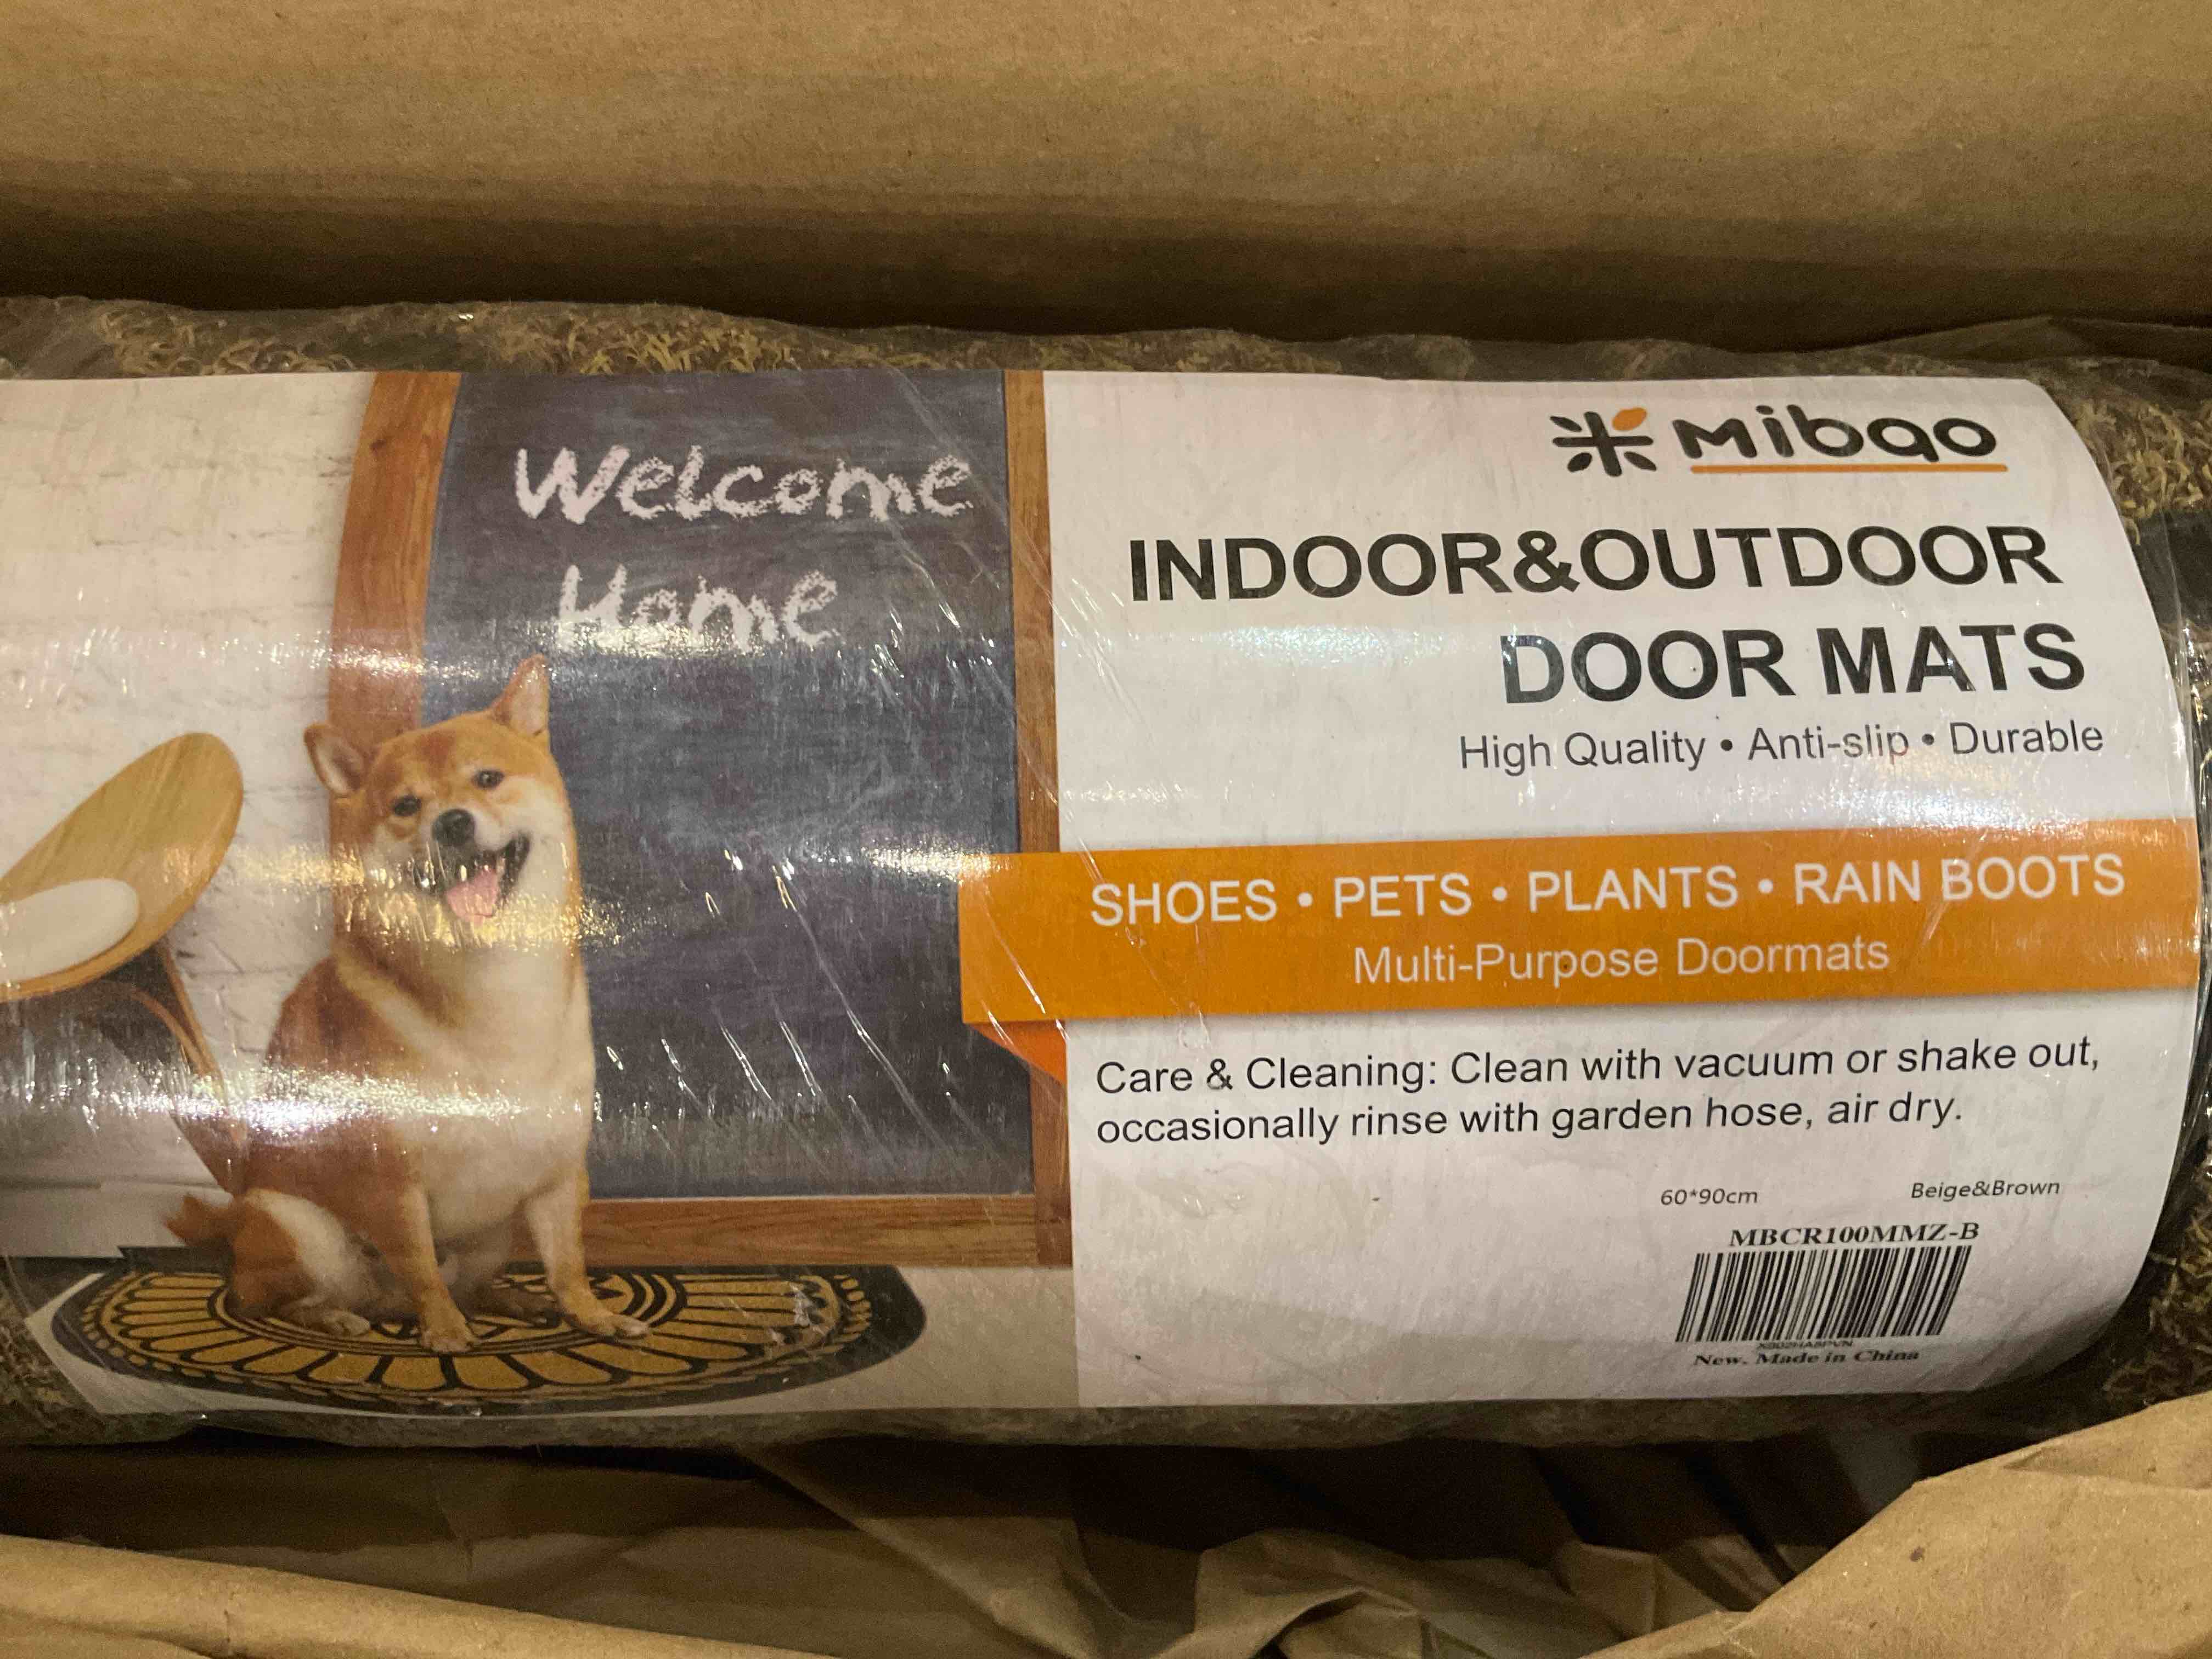 Welcome
Home
Mibao
INDOOR&OUTDOOR
DOOR MATS
High Quality • Anti-slip • Durable
SHOES • PETS • PLANTS • RAIN BOOTS
Multi-Purpose Doormats
Care & Cleaning: Clean with vacuum or shake out,
occasionally rinse with garden hose, air dry.
60*90cm Beige&Brown
MBCR100MMZ-B
New. Made in China